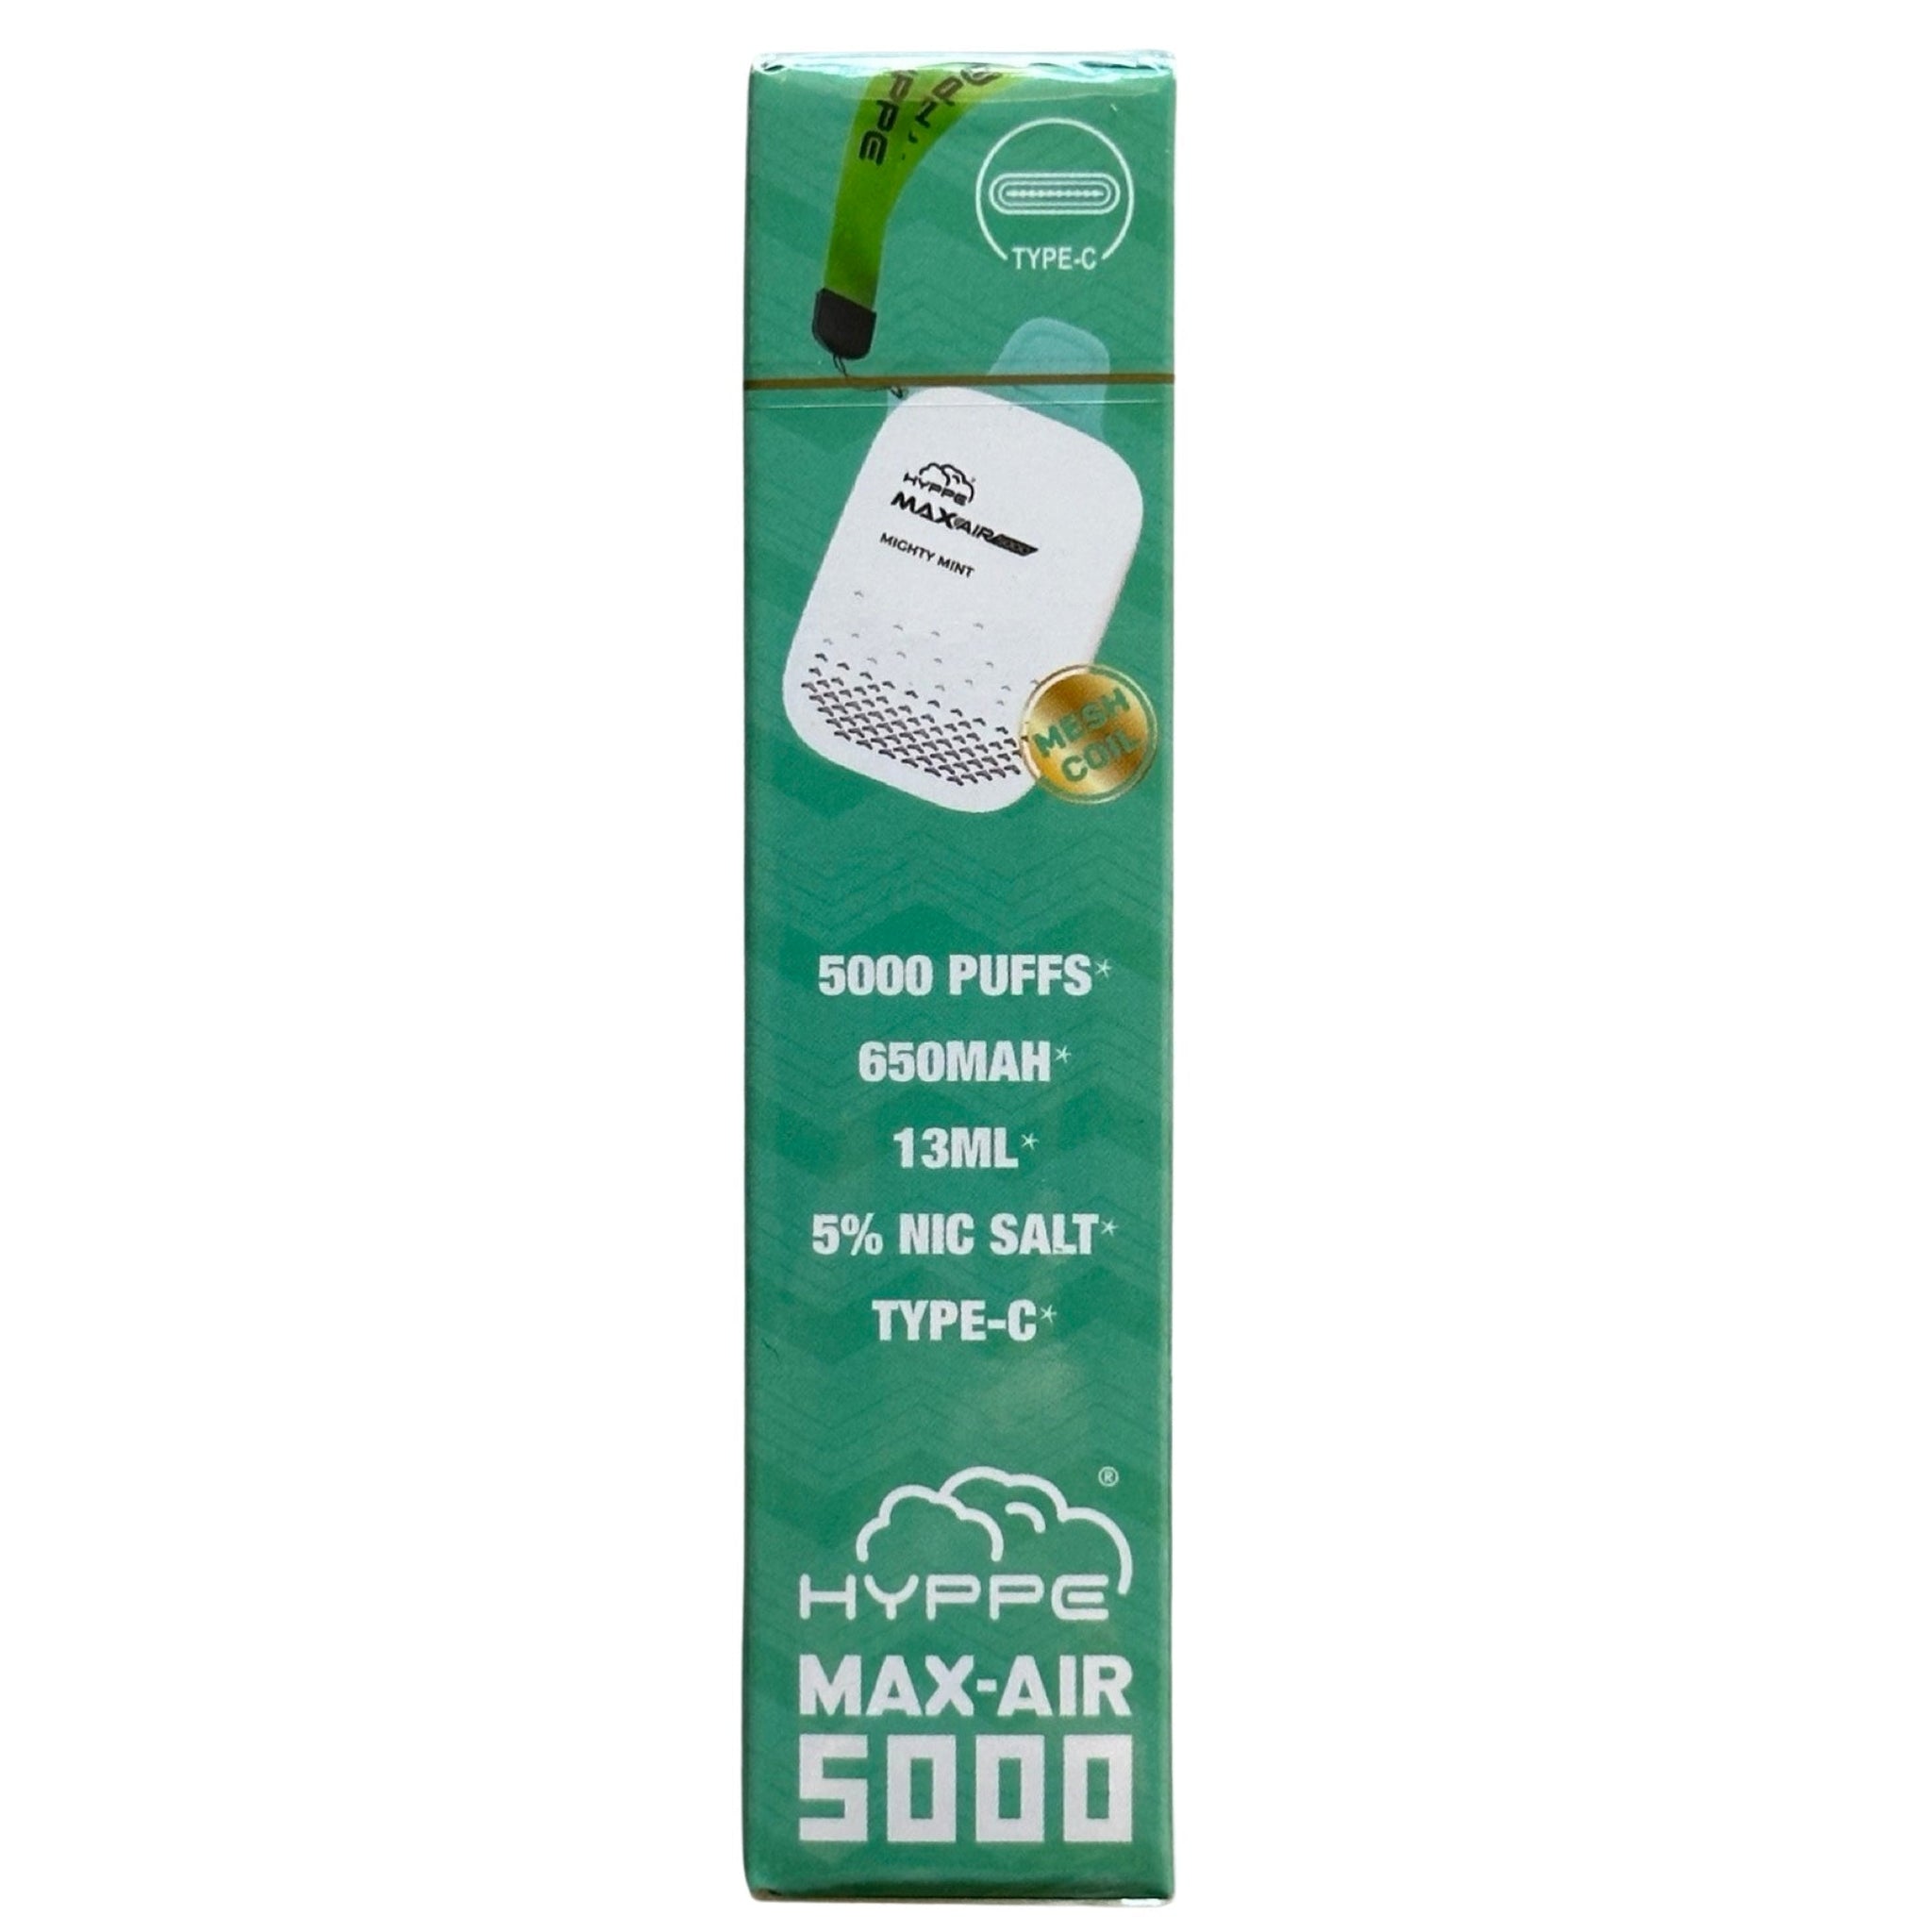 HYPPE
TYPE-C
HYPPE
MAX AIR 5000
MIGHTY MINT
MESH
COIL
5000 PUFFS*
650MAH*
13ML*
5% NIC SALT*
TYPE-C*
®
HYPPE
MAX-AIR
5000